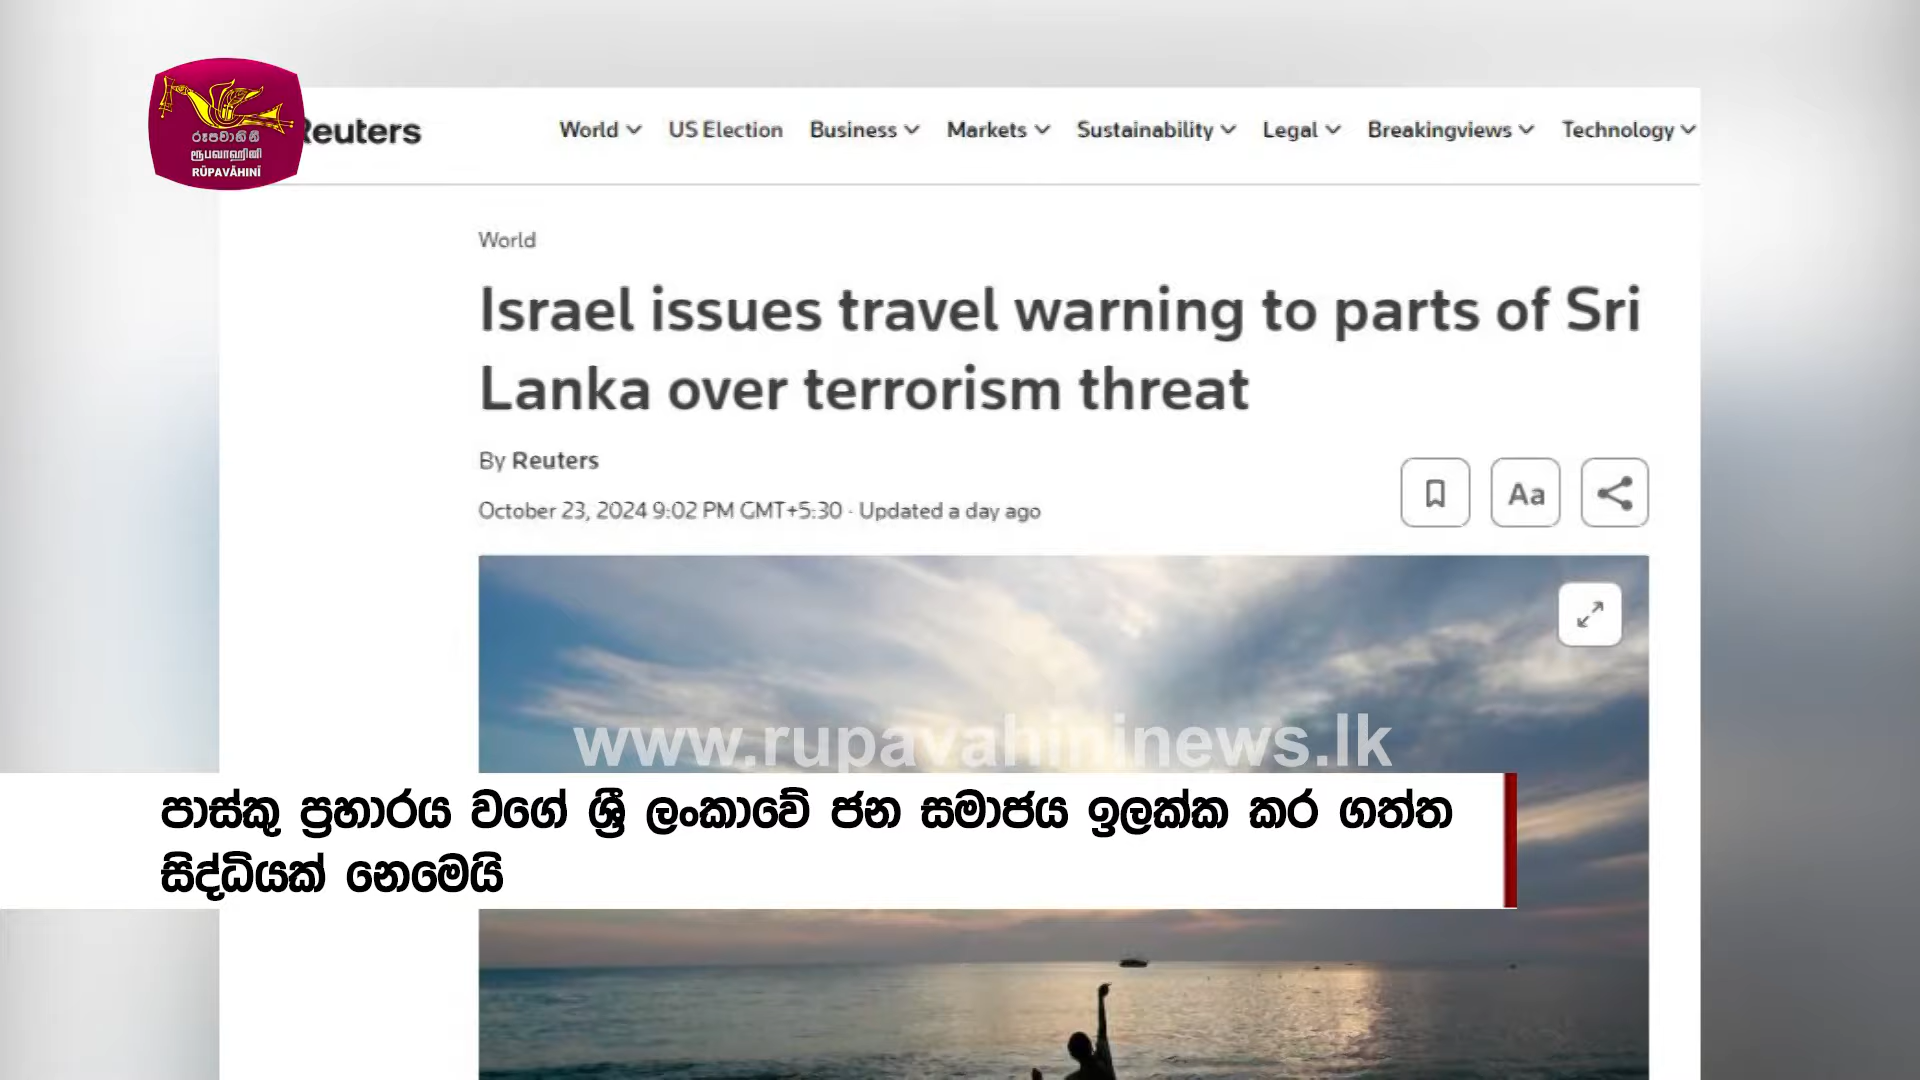 රූපවාහිනී
ரூபவாஹினி
RŪPAVĀHINĪ
Reuters
World
US Election
Business
Markets
Sustainability
Legal
Breakingviews
Technology
World
Israel issues travel warning to parts of Sri
Lanka over terrorism threat
By Reuters
October 23, 2024 9:02 PM GMT+5:30 · Updated a day ago
Aa
www.rupavahininews.lk
පාස්කු ප්‍රහාරය වගේ ශ්‍රී ලංකාවේ ජන සමාජය ඉලක්ක කර ගත්ත
සිද්ධියක් නෙමෙයි